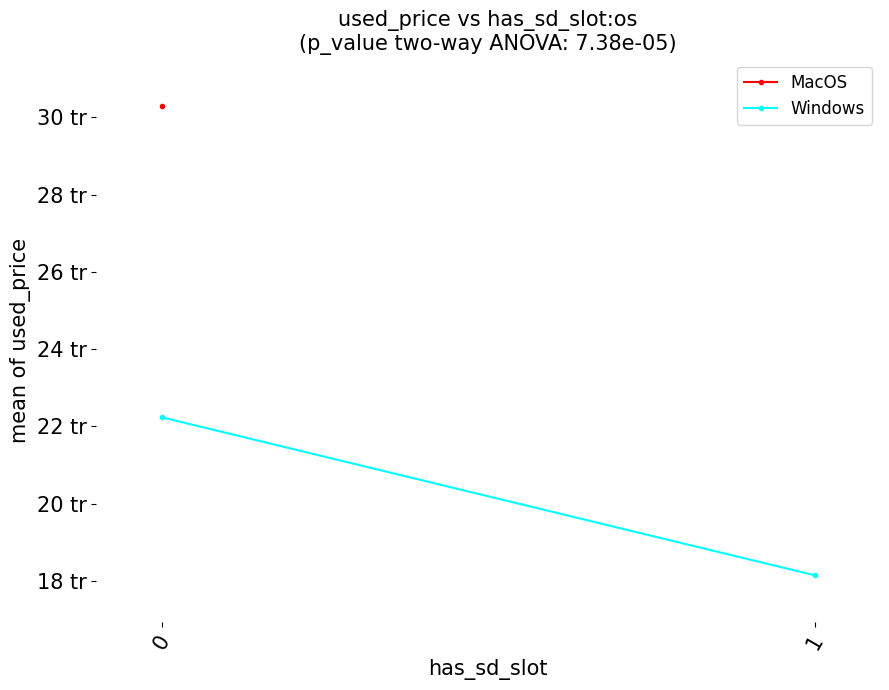 used_price vs has_sd_slot:os
(p_value two-way ANOVA: 7.38e-05)
MacOS
Windows
30 tr
28 tr
26 tr
24 tr
22 tr
20 tr
18 tr
mean of used_price
0
1
has_sd_slot